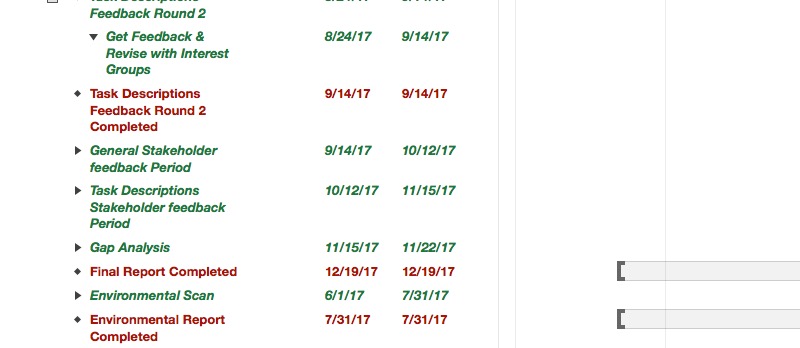 Feedback Round 2
Get Feedback & 8/24/17 9/14/17
Revise with Interest
Groups
Task Descriptions 9/14/17 9/14/17
Feedback Round 2
Completed
General Stakeholder 9/14/17 10/12/17
feedback Period
Task Descriptions 10/12/17 11/15/17
Stakeholder feedback
Period
Gap Analysis 11/15/17 11/22/17
Final Report Completed 12/19/17 12/19/17
Environmental Scan 6/1/17 7/31/17
Environmental Report 7/31/17 7/31/17
Completed